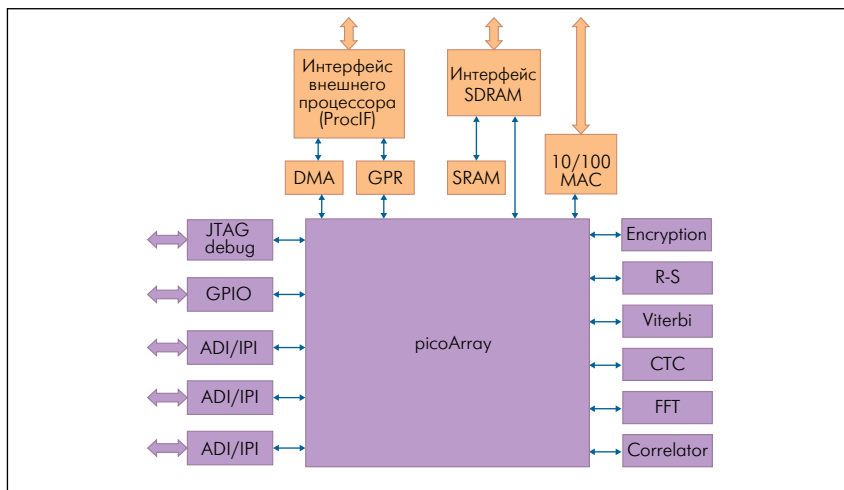 Интерфейс
внешнего
процессора
(ProcIF)
Интерфейс
SDRAM
DMA
GPR
SRAM
10/100
MAC
JTAG
debug
GPIO
ADI/IPI
ADI/IPI
ADI/IPI
picoArray
Encryption
R-S
Viterbi
CTC
FFT
Correlator